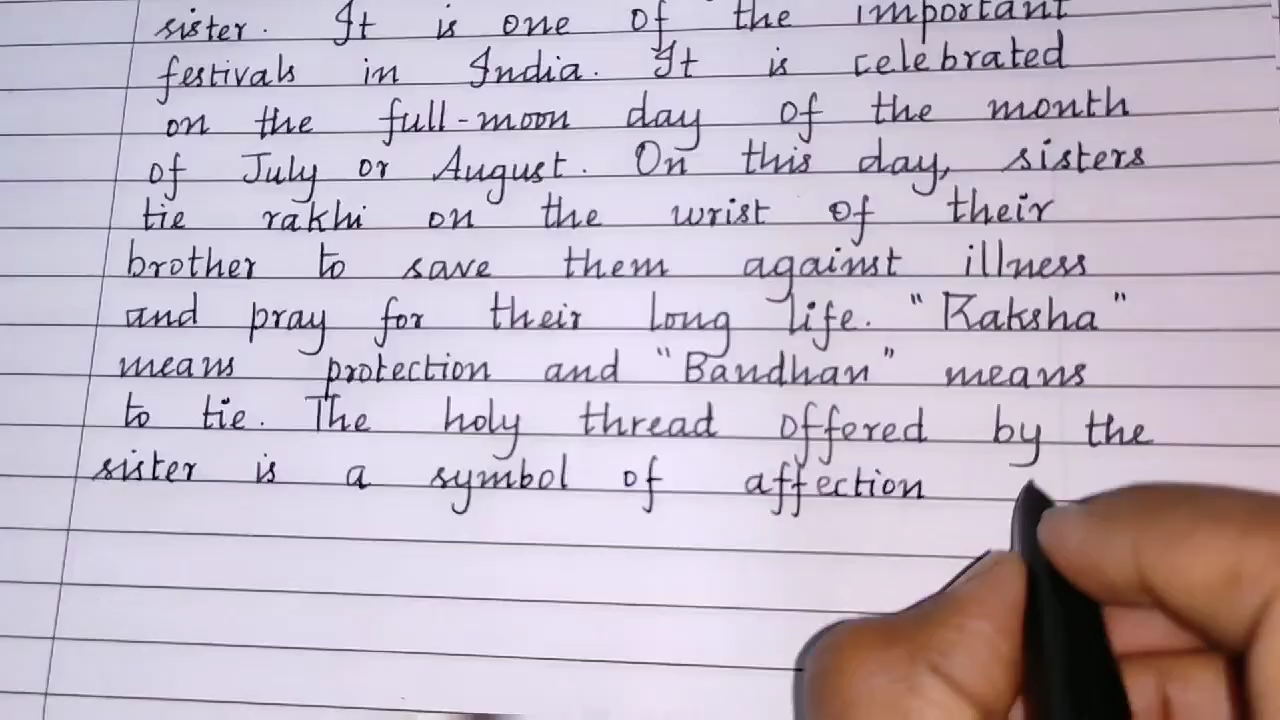 sister. It is one of the important
festivals in India. It is celebrated
on the full-moon day of the month
of July or August. On this day, sisters
tie rakhi on the wrist of their
brother to save them against illness
and pray for their long life. "Raksha"
means protection and "Bandhan" means
to tie. The holy thread offered by the
sister is a symbol of affection